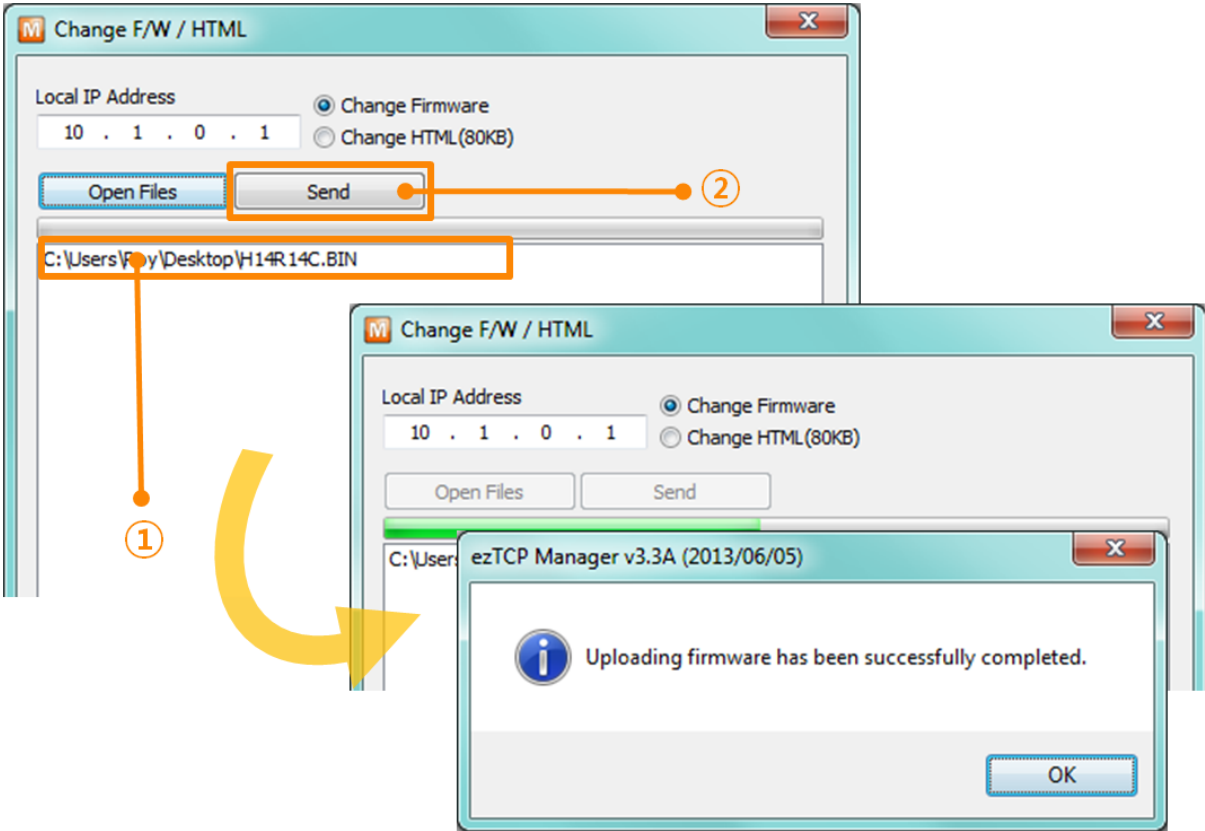 M Change F/W / HTML
Local IP Address
10 . 1 . 0 . 1
Change Firmware
Change HTML(80KB)
Open Files
Send
②
C:\Users\Roy\Desktop\H14R14C.BIN
①
M Change F/W / HTML
Local IP Address
10 . 1 . 0 . 1
Change Firmware
Change HTML(80KB)
Open Files
Send
C:\Users
ezTCP Manager v3.3A (2013/06/05)
Uploading firmware has been successfully completed.
OK